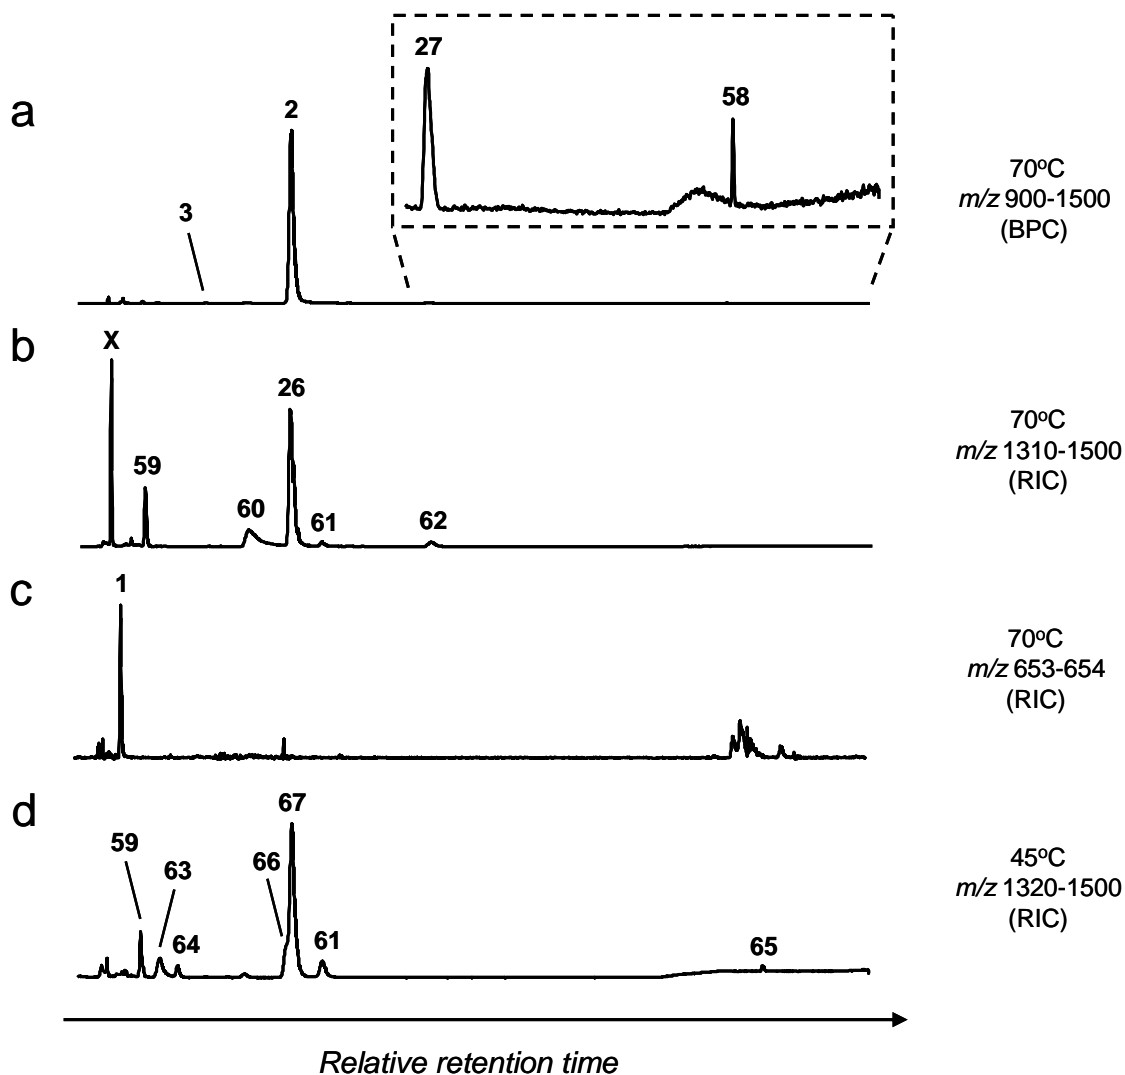 a
3
2
27
58
70ºC
m/z 900-1500
(BPC)
b
X
59
60
26
61
62
70ºC
m/z 1310-1500
(RIC)
c
1
70ºC
m/z 653-654
(RIC)
d
59
63
64
66
67
61
65
45ºC
m/z 1320-1500
(RIC)
Relative retention time